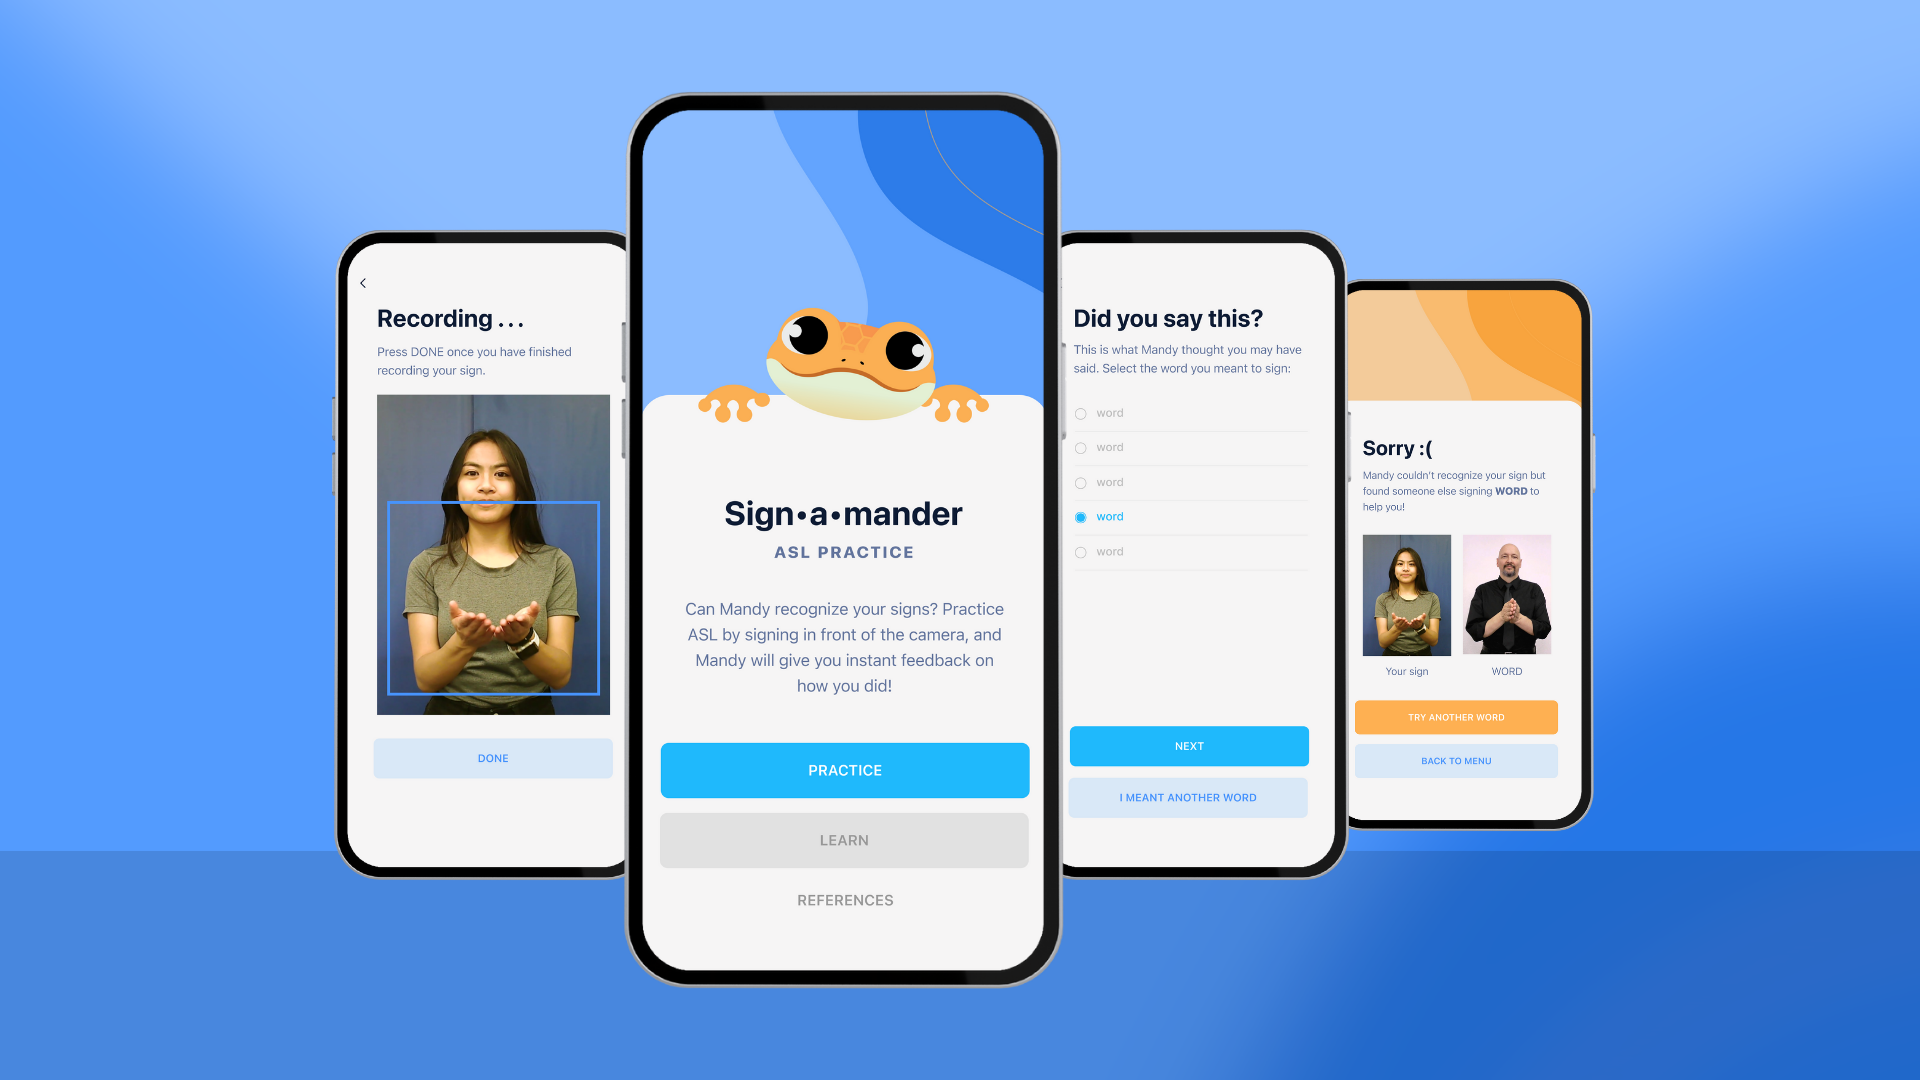 Recording . . .
Press DONE once you have finished
recording your sign.
DONE
Sign•a•mander
ASL PRACTICE
Can Mandy recognize your signs? Practice
ASL by signing in front of the camera, and
Mandy will give you instant feedback on
how you did!
PRACTICE
LEARN
REFERENCES
Did you say this?
This is what Mandy thought you may have
said. Select the word you meant to sign:
word
word
word
word
word
NEXT
I MEANT ANOTHER WORD
Sorry :(
Mandy couldn't recognize your sign but
found someone else signing WORD to
help you!
Your sign
WORD
TRY ANOTHER WORD
BACK TO MENU